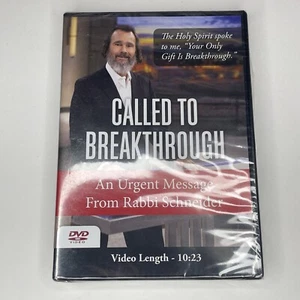 The Holy Spirit spoke
to me, "Your Only
Gift Is Breakthrough."
CALLED TO
BREAKTHROUGH
An Urgent Message
From Rabbi Schneider
DVD
VIDEO
Video Length - 10:23